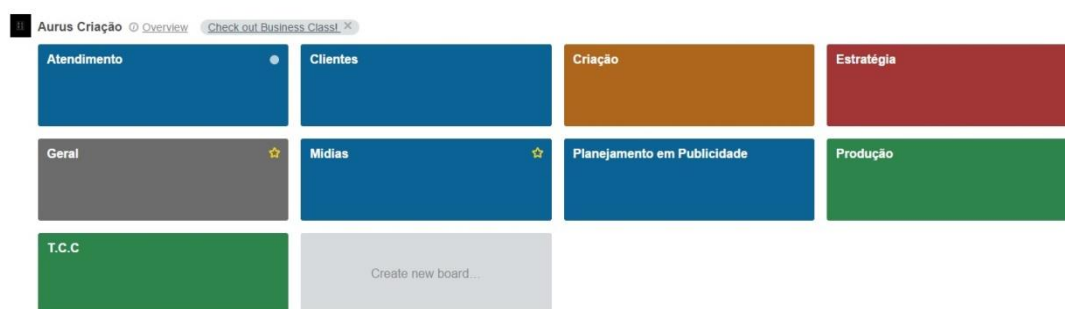 Aurus Criação Overview Check out Business Class! X
Atendimento Clientes Criação Estratégia
Geral Midias Planejamento em Publicidade Produção
T.C.C Create new board...